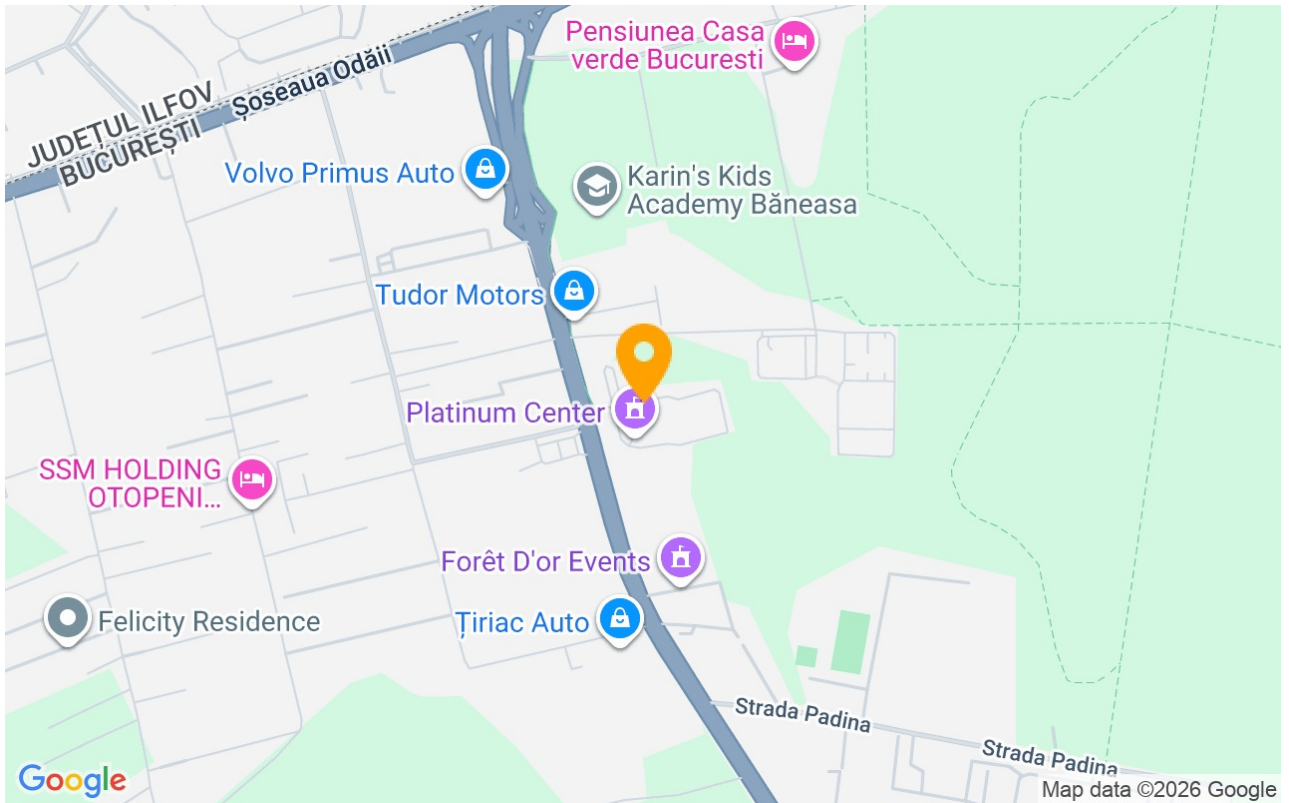 Pensiunea Casa
verde Bucuresti
Șoseaua Odăii
JUDEȚUL ILFOV
BUCUREȘTI
Volvo Primus Auto
Karin's Kids
Academy Băneasa
Tudor Motors
Platinum Center
SSM HOLDING
OTOPENI...
Forêt D'or Events
Țiriac Auto
Felicity Residence
Strada Padina
Strada Padina
Google
Map data ©2026 Google